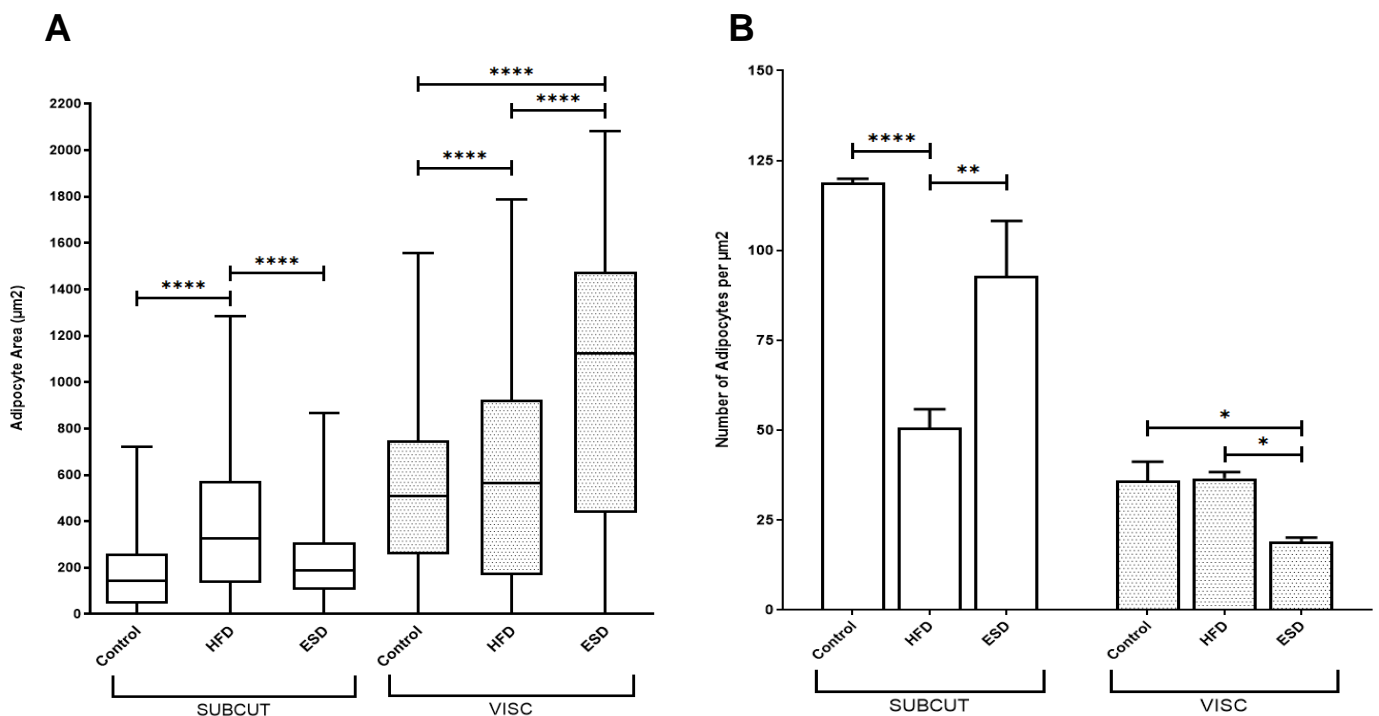 A
Adipocyte Area (µm2)
2200
2000
1800
1600
1400
1200
1000
800
600
400
200
0
****
****
****
****
****
Control
HFD
ESD
Control
HFD
ESD
SUBCUT
VISC
B
Number of Adipocytes per µm2
150
125
100
75
50
25
0
****
**
*
*
Control
HFD
ESD
Control
HFD
ESD
SUBCUT
VISC